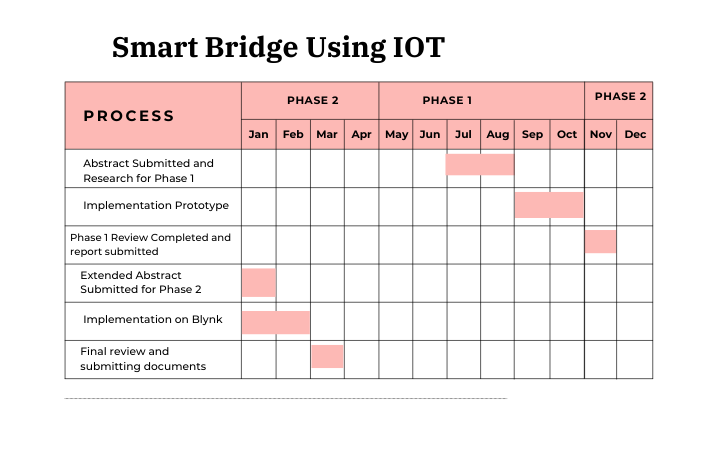 Smart Bridge Using IOT
PROCESS
PHASE 2
PHASE 1
PHASE 2
Jan Feb Mar Apr May Jun Jul Aug Sep Oct Nov Dec
Abstract Submitted and
Research for Phase 1
Implementation Prototype
Phase 1 Review Completed and
report submitted
Extended Abstract
Submitted for Phase 2
Implementation on Blynk
Final review and
submitting documents